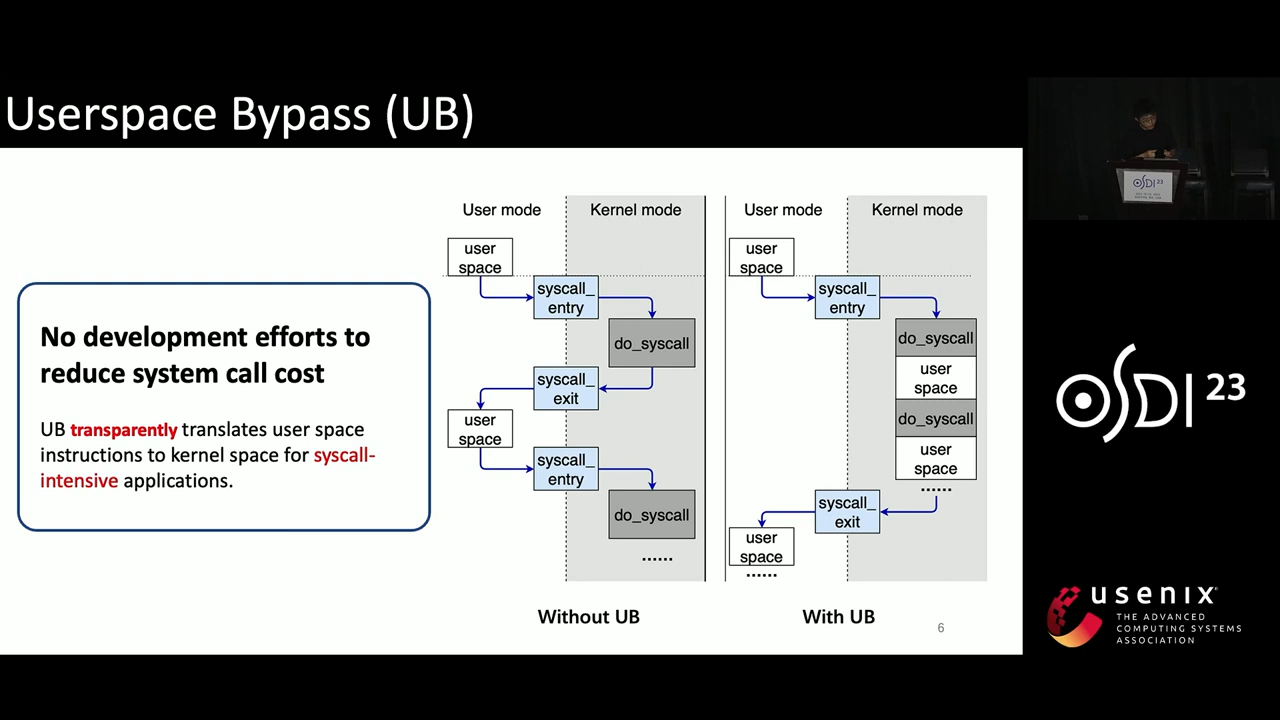 Userspace Bypass (UB)
No development efforts to
reduce system call cost
UB transparently translates user space
instructions to kernel space for syscall-
intensive applications.
User mode
Kernel mode
user
space
syscall_
entry
do_syscall
syscall_
exit
user
space
syscall_
entry
do_syscall
......
Without UB
User mode
Kernel mode
user
space
syscall_
entry
do_syscall
user
space
do_syscall
user
space
......
syscall_
exit
user
space
......
With UB
6
OSDI 23
OSDI 23
usenix
THE ADVANCED
COMPUTING SYSTEMS
ASSOCIATION